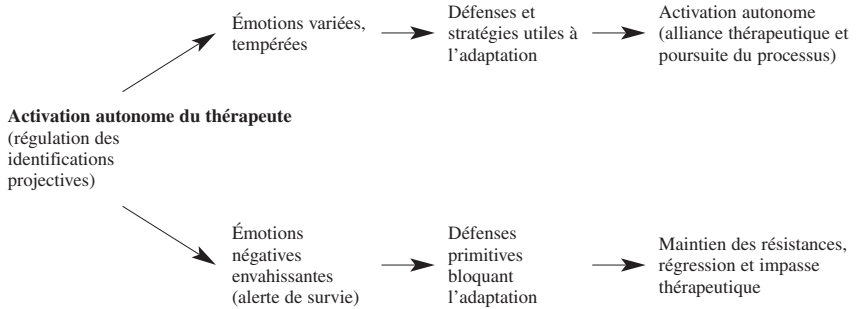 Émotions variées,
tempérées
Défenses et
stratégies utiles à
l’adaptation
Activation autonome
(alliance thérapeutique et
poursuite du processus)
Activation autonome du thérapeute
(régulation des
identifications
projectives)
Émotions
négatives
envahissantes
(alerte de survie)
Défenses
primitives
bloquant
l’adaptation
Maintien des résistances,
régression et impasse
thérapeutique